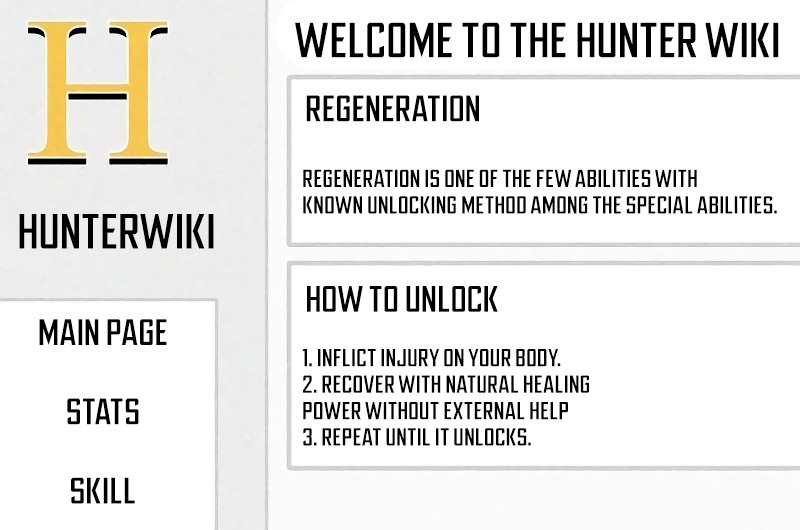 H
HUNTERWIKI
MAIN PAGE
STATS
SKILL
WELCOME TO THE HUNTER WIKI
REGENERATION
REGENERATION IS ONE OF THE FEW ABILITIES WITH
KNOWN UNLOCKING METHOD AMONG THE SPECIAL ABILITIES.
HOW TO UNLOCK
1. INFLICT INJURY ON YOUR BODY.
2. RECOVER WITH NATURAL HEALING
POWER WITHOUT EXTERNAL HELP
3. REPEAT UNTIL IT UNLOCKS.